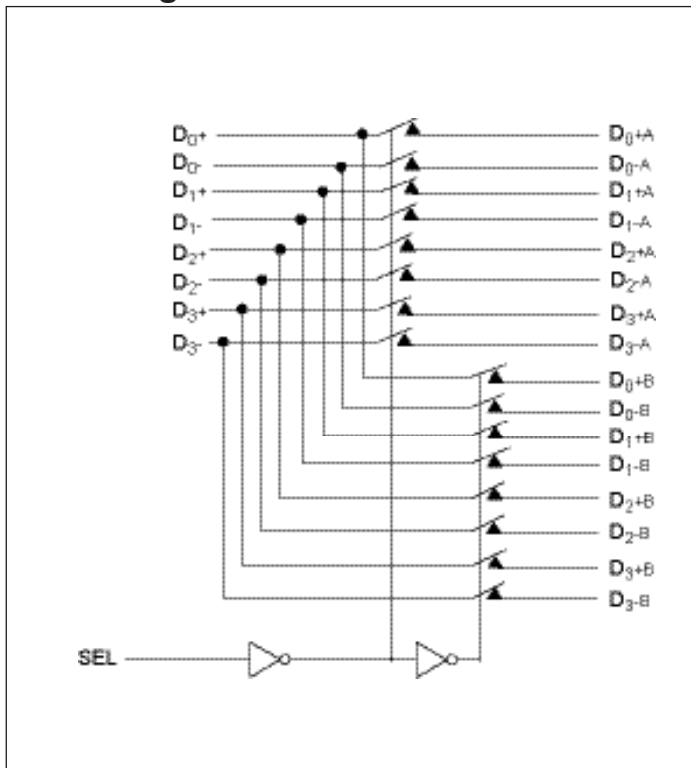 D0+
D0-
D1+
D1-
D2+
D2-
D3+
D3-
D0+A
D0-A
D1+A
D1-A
D2+A
D2-A
D3+A
D3-A
D0+B
D0-B
D1+B
D1-B
D2+B
D2-B
D3+B
D3-B
SEL